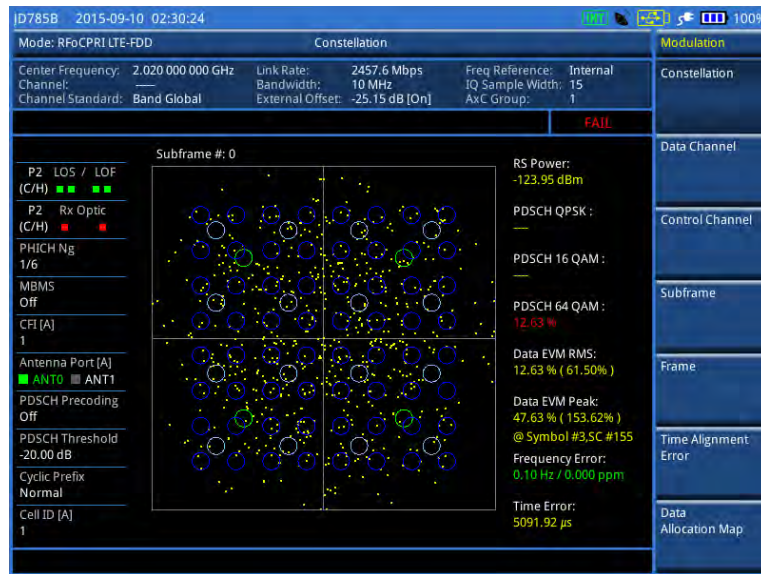 JD785B 2015-09-10 02:30:24 INT 100%
Mode: RFoCPRI LTE-FDD Constellation Modulation
Center Frequency: 2.020 000 000 GHz Link Rate: 2457.6 Mbps Freq Reference: Internal
Channel: — Bandwidth: 10 MHz IQ Sample Width: 15
Channel Standard: Band Global External Offset: -25.15 dB [On] AxC Group: 1
FAIL
Subframe #: 0
P2 LOS / LOF
(C/H)
P2 Rx Optic
(C/H)
PHICH Ng
1/6
MBMS
Off
CFI [A]
1
Antenna Port [A]
ANT0 ANT1
PDSCH Precoding
Off
PDSCH Threshold
-20.00 dB
Cyclic Prefix
Normal
Cell ID [A]
1
RS Power:
-123.95 dBm
PDSCH QPSK :
—
PDSCH 16 QAM :
—
PDSCH 64 QAM :
12.63 %
Data EVM RMS:
12.63 % ( 61.50% )
Data EVM Peak:
47.63 % ( 153.62% )
@ Symbol #3,SC #155
Frequency Error:
0.10 Hz / 0.000 ppm
Time Error:
5091.92 µs
Constellation
Data Channel
Control Channel
Subframe
Frame
Time Alignment
Error
Data
Allocation Map